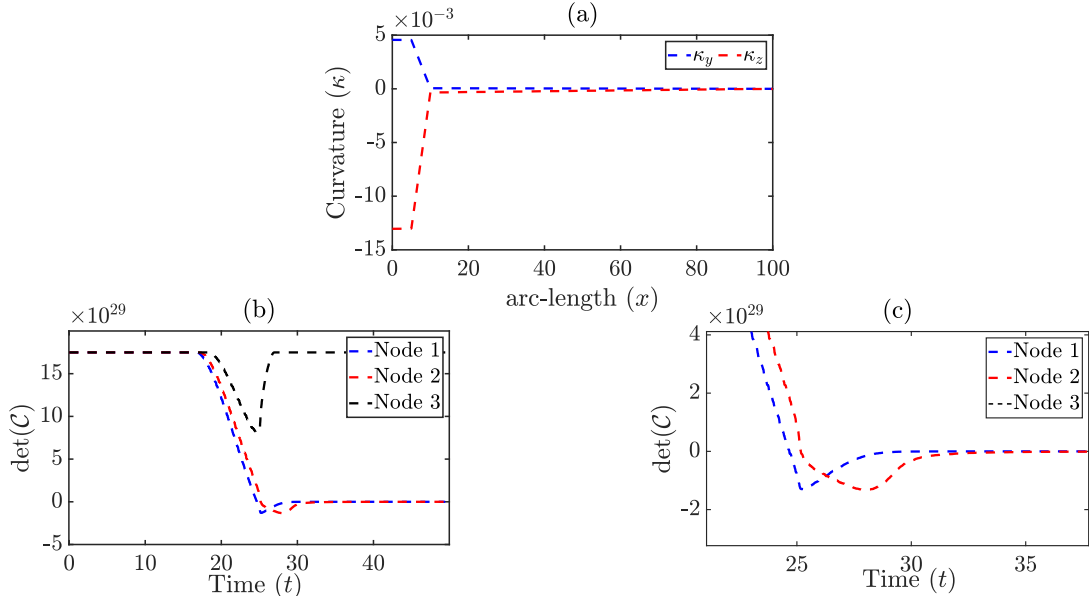 (a)
×10⁻³
5
0
-5
-10
-15
Curvature (κ)
κ_y κ_z
0 20 40 60 80 100
arc-length (x)
(b)
×10²⁹
15
10
5
0
-5
det(𝒞)
Node 1
Node 2
Node 3
0 10 20 30 40
Time (t)
(c)
×10²⁹
4
2
0
-2
det(𝒞)
Node 1
Node 2
Node 3
25 30 35
Time (t)